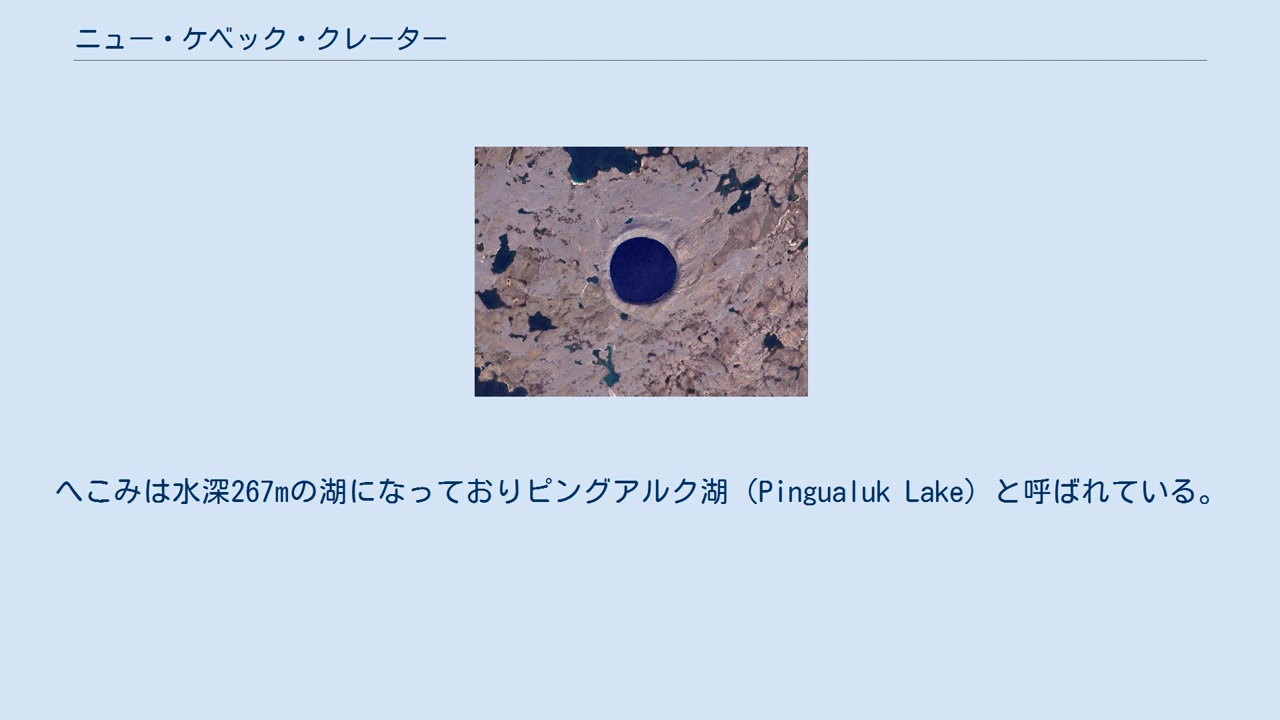 ニュー・ケベック・クレーター
へこみは水深267mの湖になっておりピングアルク湖（Pingualuk Lake）と呼ばれている。